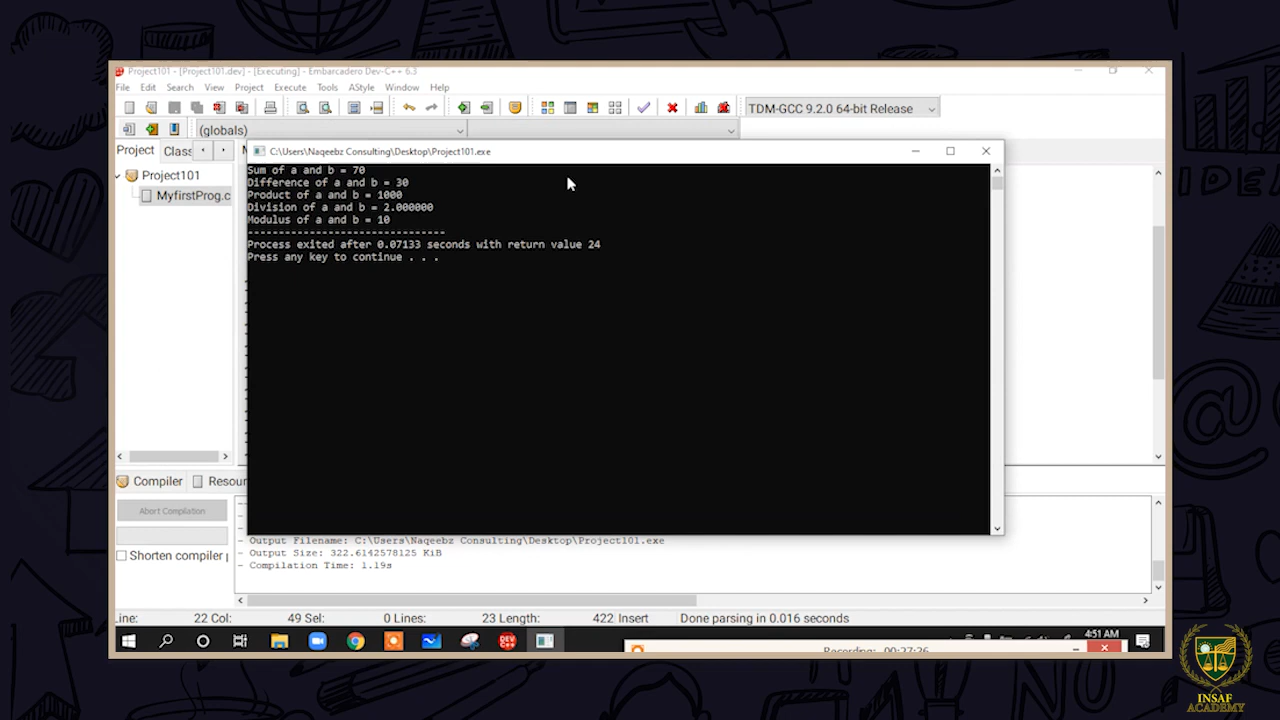 Project101 - [Project101.dev] - [Executing] - Embarcadero Dev-C++ 6.3
File Edit Search View Project Execute Tools AStyle Window Help
TDM-GCC 9.2.0 64-bit Release
(globals)
Project Class
C:\Users\Naqeebz Consulting\Desktop\Project101.exe
Project101
MyfirstProg.c
Sum of a and b = 70
Difference of a and b = 30
Product of a and b = 1000
Division of a and b = 2.000000
Modulus of a and b = 10
--------------------------------
Process exited after 0.07133 seconds with return value 24
Press any key to continue . . .
Compiler Resour
Abort Compilation
Shorten compiler p
- Output Filename: C:\Users\Naqeebz Consulting\Desktop\Project101.exe
- Output Size: 322.6142578125 KiB
- Compilation Time: 1.19s
Line: 22 Col: 49 Sel: 0 Lines: 23 Length: 422 Insert Done parsing in 0.016 seconds
DEV C++
4:51 AM
Recording: 00:27:26
INSAF
ACADEMY